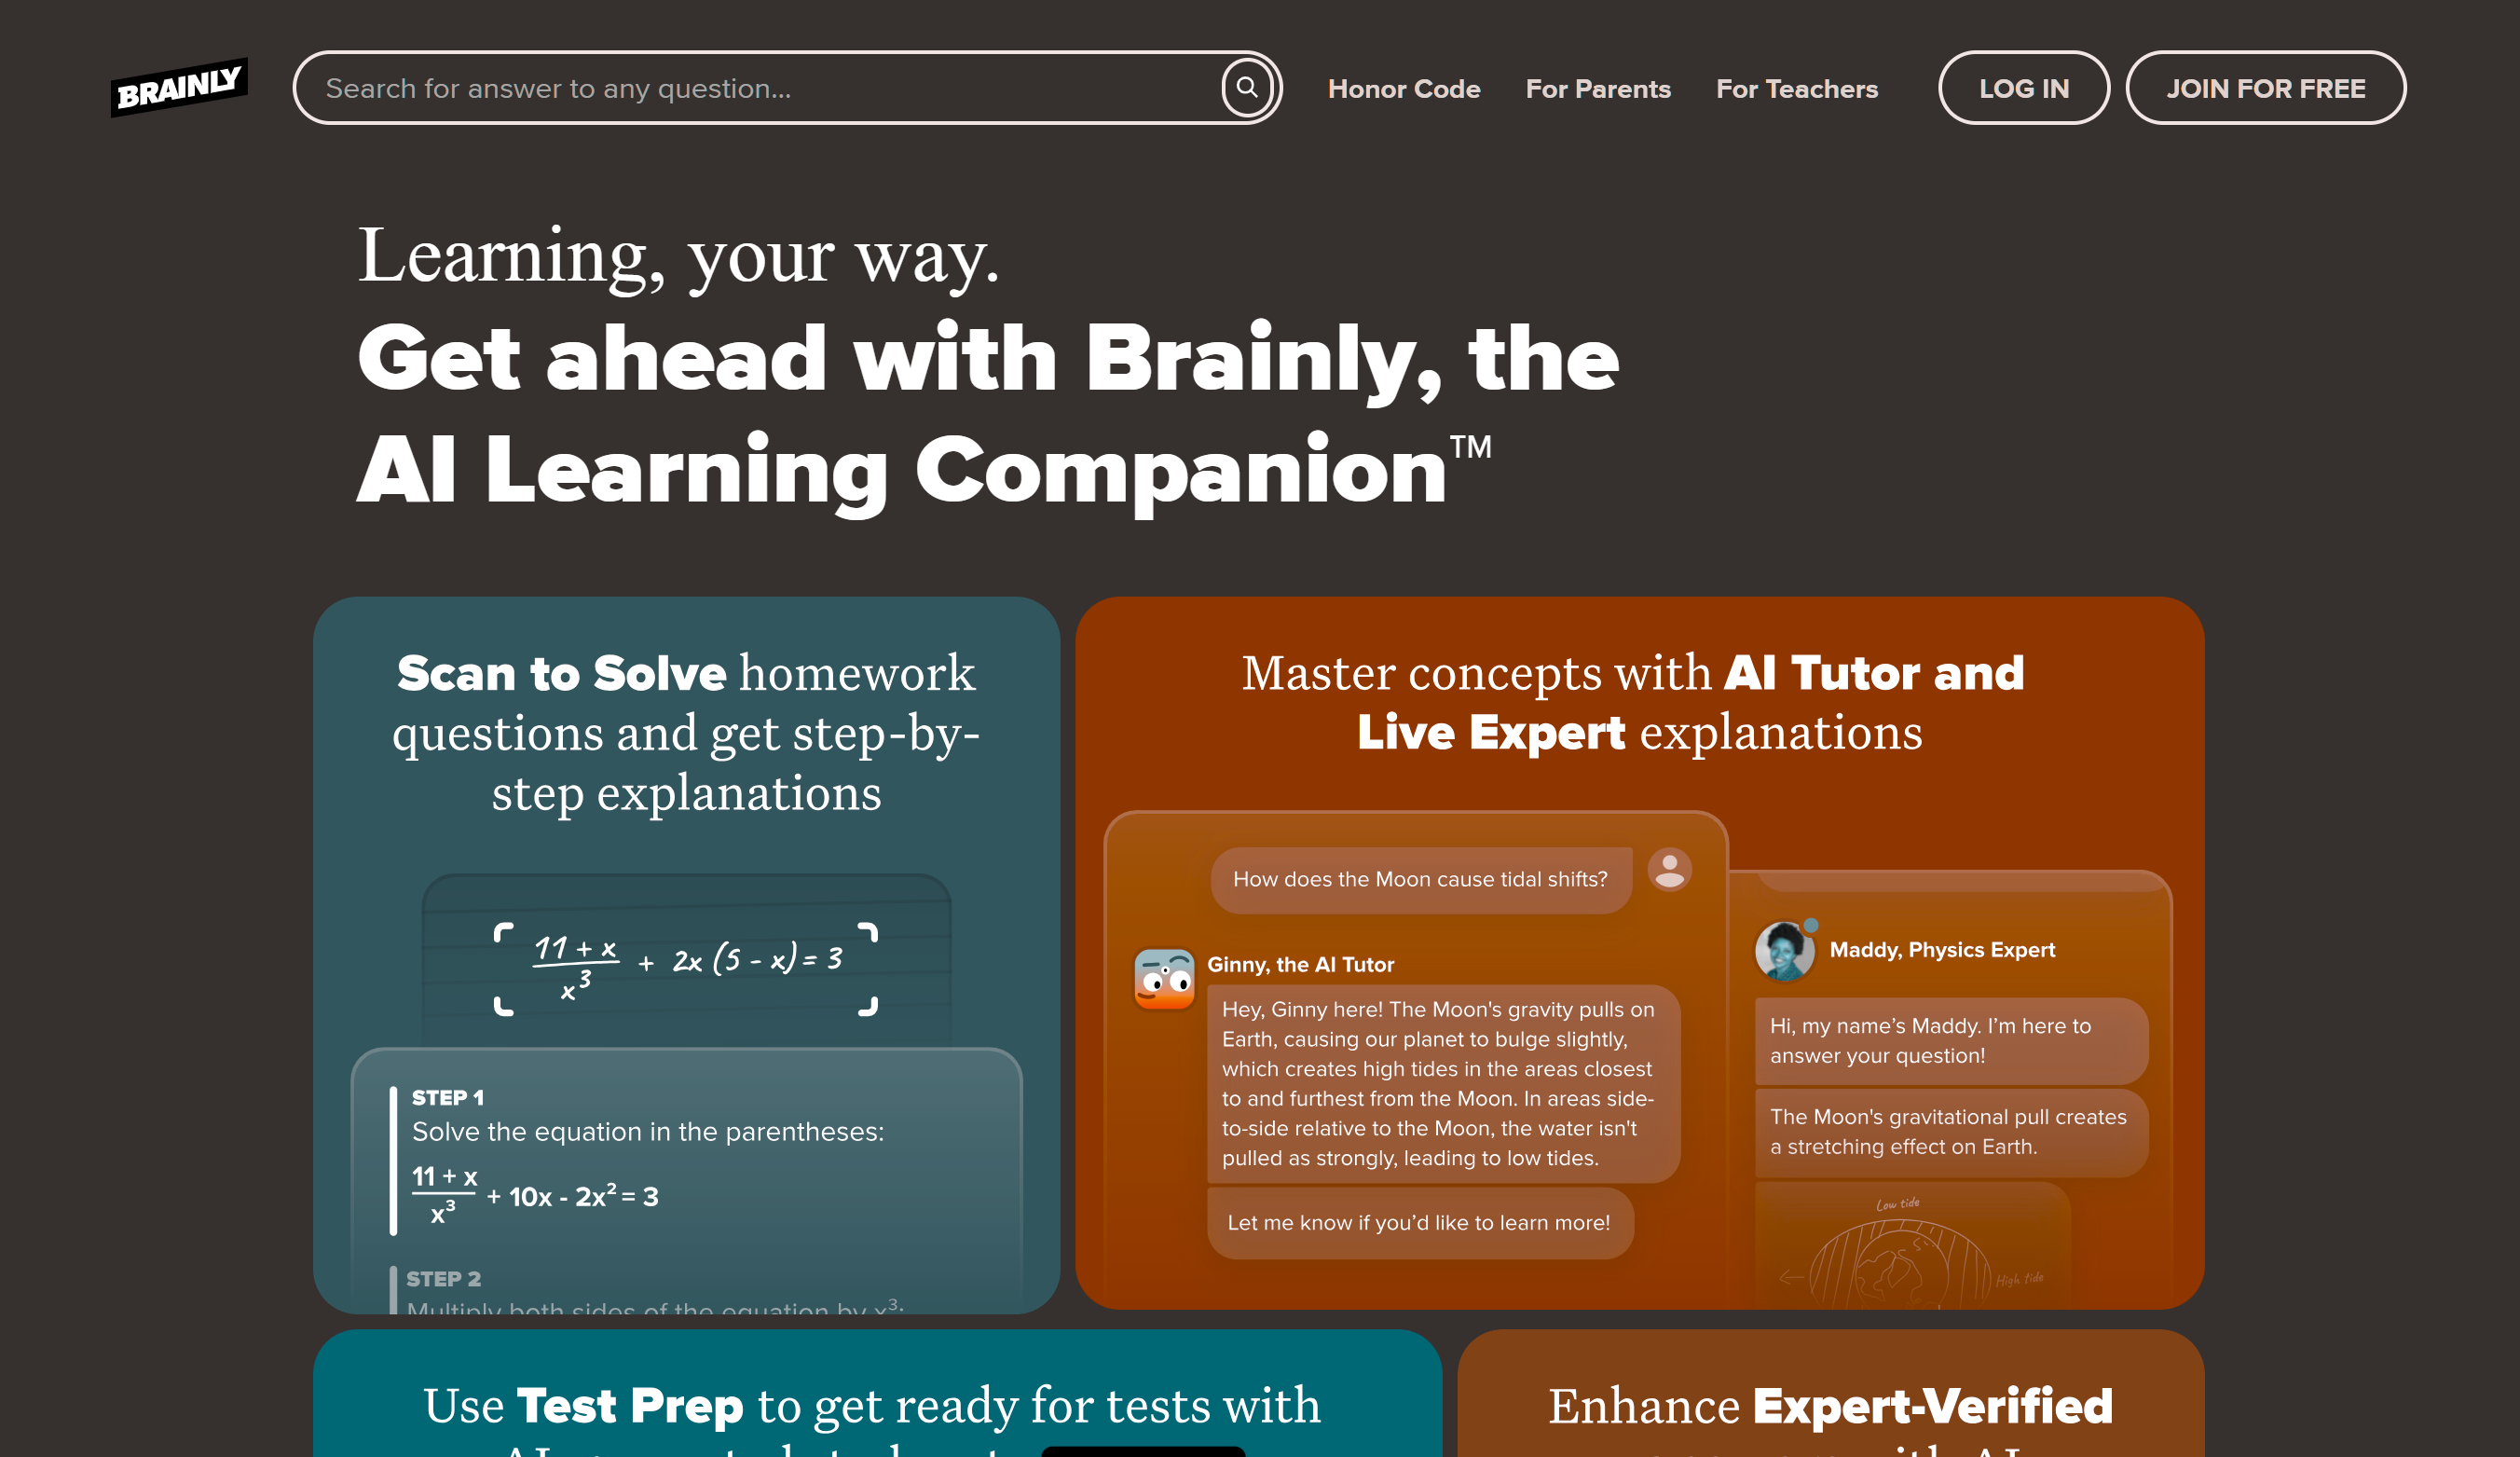 BRAINLY
Search for answer to any question...
Honor Code
For Parents
For Teachers
LOG IN
JOIN FOR FREE
Learning, your way.
Get ahead with Brainly, the
AI Learning Companion™
Scan to Solve homework
questions and get step-by-
step explanations
11 + x
x³
+ 2x (5 - x) = 3
STEP 1
Solve the equation in the parentheses:
11 + x
x³
+ 10x - 2x² = 3
STEP 2
Multiply both sides of the equation by x³:
Master concepts with AI Tutor and
Live Expert explanations
How does the Moon cause tidal shifts?
Ginny, the AI Tutor
Hey, Ginny here! The Moon's gravity pulls on
Earth, causing our planet to bulge slightly,
which creates high tides in the areas closest
to and furthest from the Moon. In areas side-
to-side relative to the Moon, the water isn't
pulled as strongly, leading to low tides.
Let me know if you’d like to learn more!
Maddy, Physics Expert
Hi, my name’s Maddy. I’m here to
answer your question!
The Moon's gravitational pull creates
a stretching effect on Earth.
Low tide
High tide
Use Test Prep to get ready for tests with
Enhance Expert-Verified